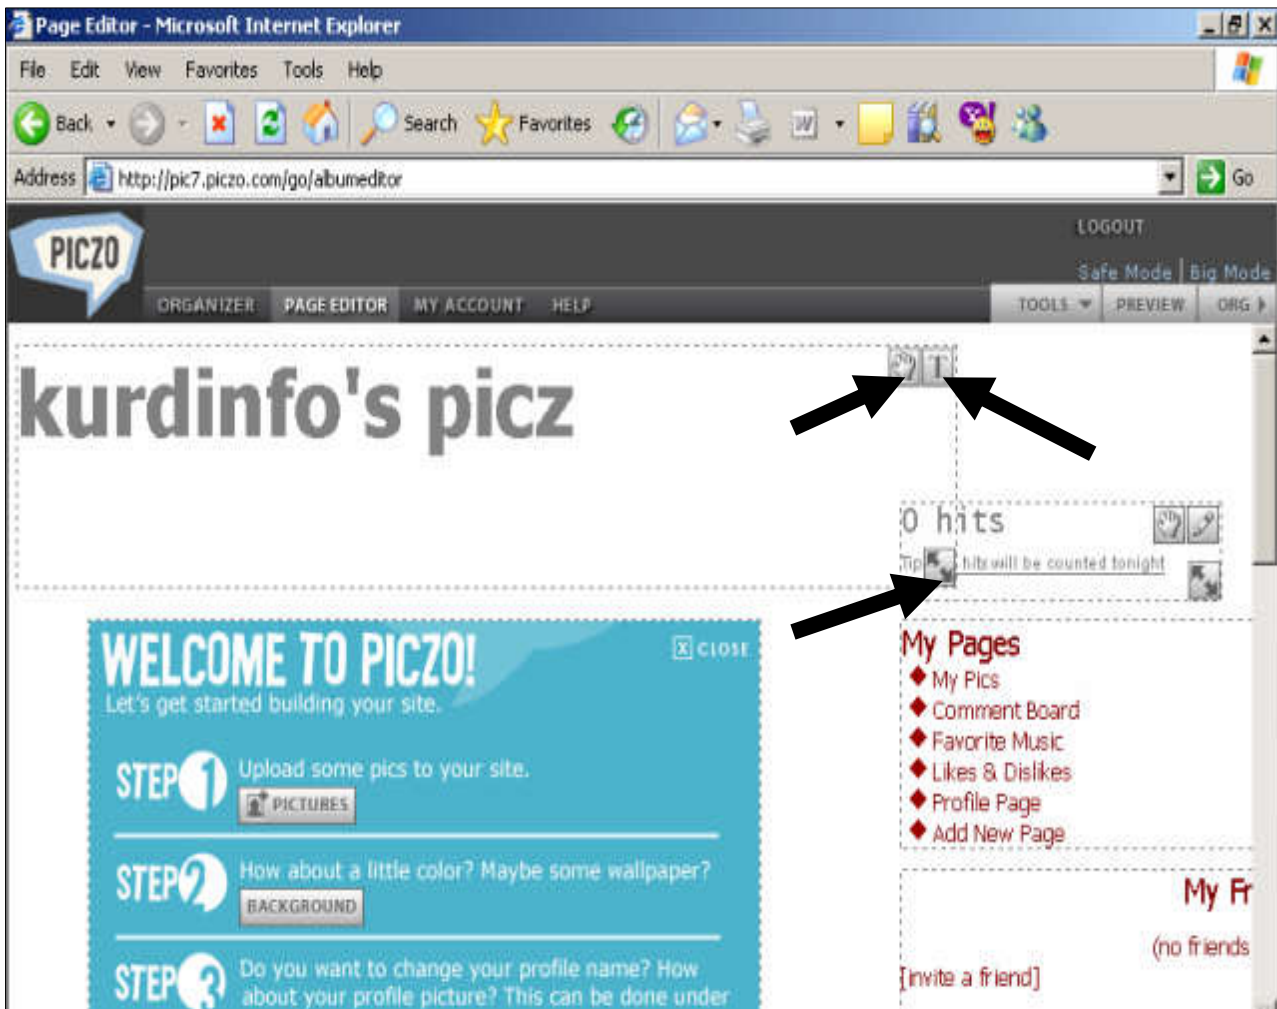 Page Editor - Microsoft Internet Explorer
File Edit View Favorites Tools Help
Back Search Favorites
Address http://pic7.piczo.com/go/albumeditor Go
PICZO
LOGOUT
Safe Mode | Big Mode
ORGANIZER PAGE EDITOR MY ACCOUNT HELP TOOLS PREVIEW ORG
kurdinfo's picz
T
0 hits
Tip hits will be counted tonight
WELCOME TO PICZO!
X CLOSE
Let's get started building your site.
STEP 1 Upload some pics to your site.
PICTURES
STEP 2 How about a little color? Maybe some wallpaper?
BACKGROUND
STEP 3 Do you want to change your profile name? How
about your profile picture? This can be done under
My Pages
My Pics
Comment Board
Favorite Music
Likes & Dislikes
Profile Page
Add New Page
My Fr
(no friends
[invite a friend]